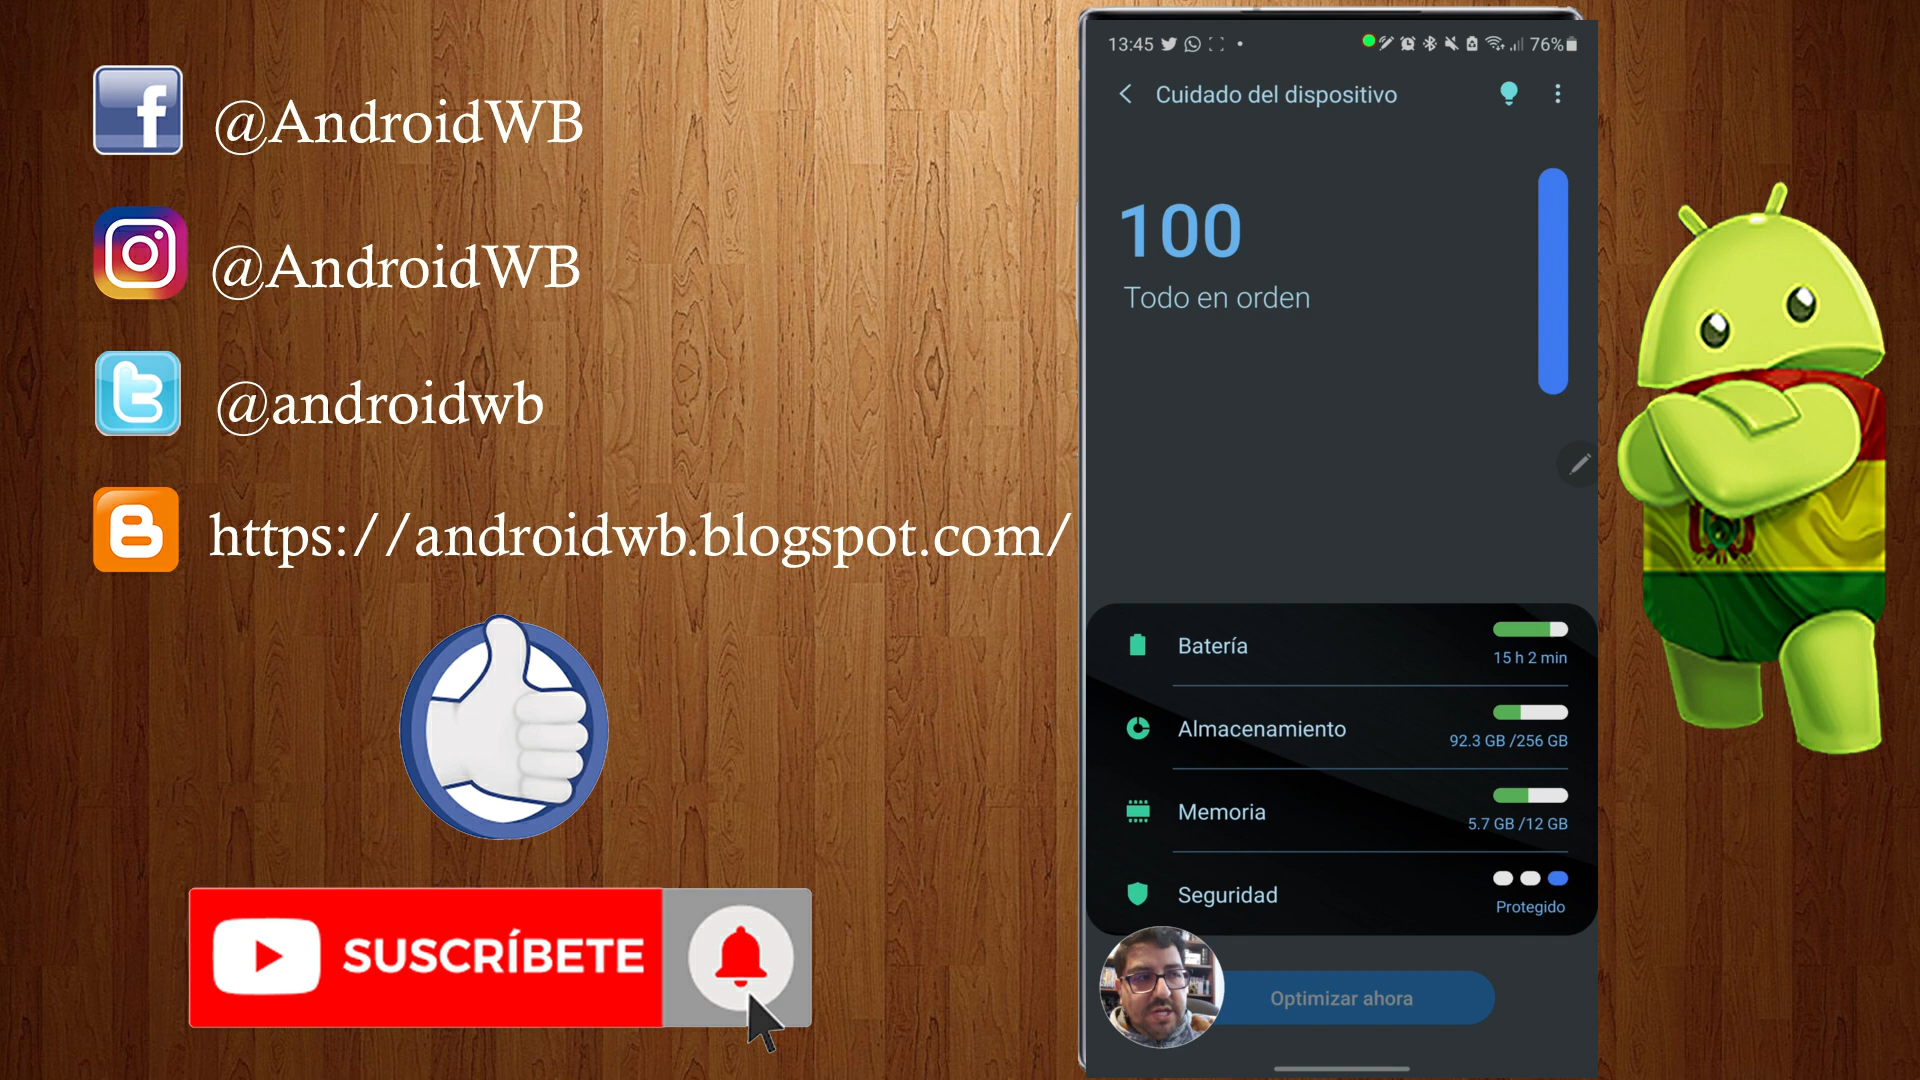 @AndroidWB
@AndroidWB
@androidwb
https://androidwb.blogspot.com/
SUSCRÍBETE
13:45
76%
Cuidado del dispositivo
100
Todo en orden
Batería
15 h 2 min
Almacenamiento
92.3 GB /256 GB
Memoria
5.7 GB /12 GB
Seguridad
Protegido
Optimizar ahora